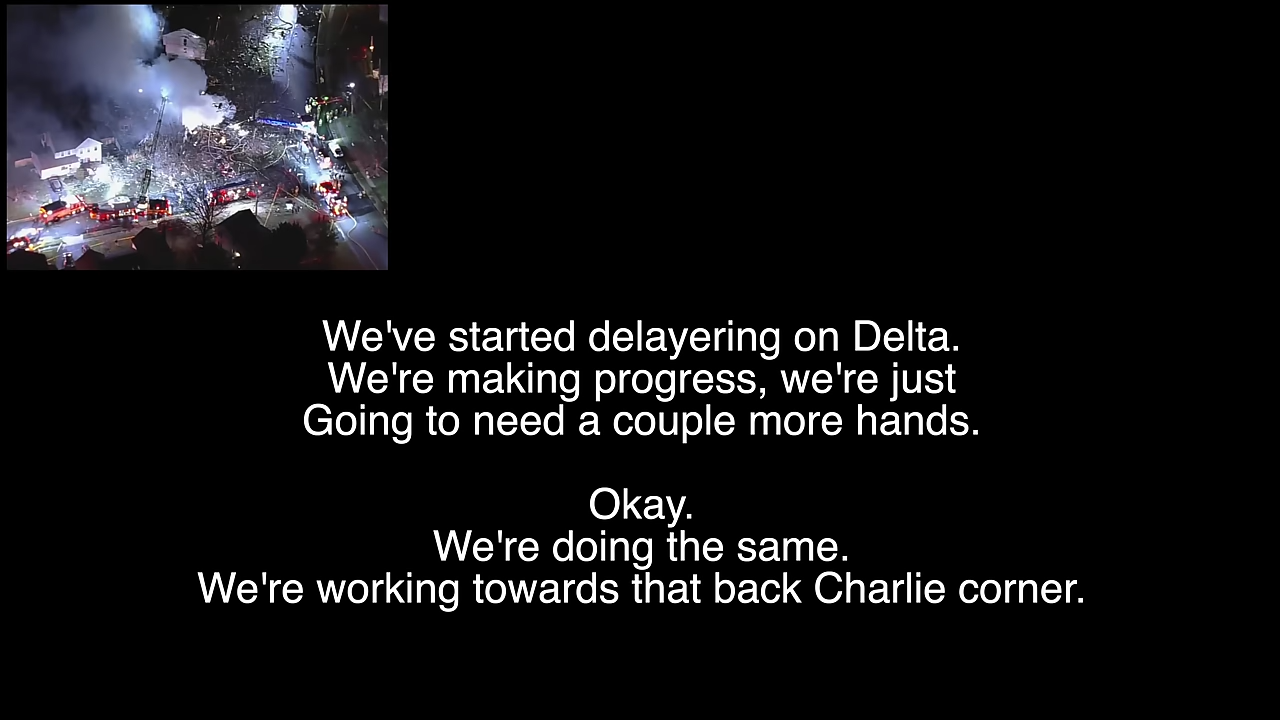 We've started delayering on Delta.
We're making progress, we're just
Going to need a couple more hands.
Okay.
We're doing the same.
We're working towards that back Charlie corner.